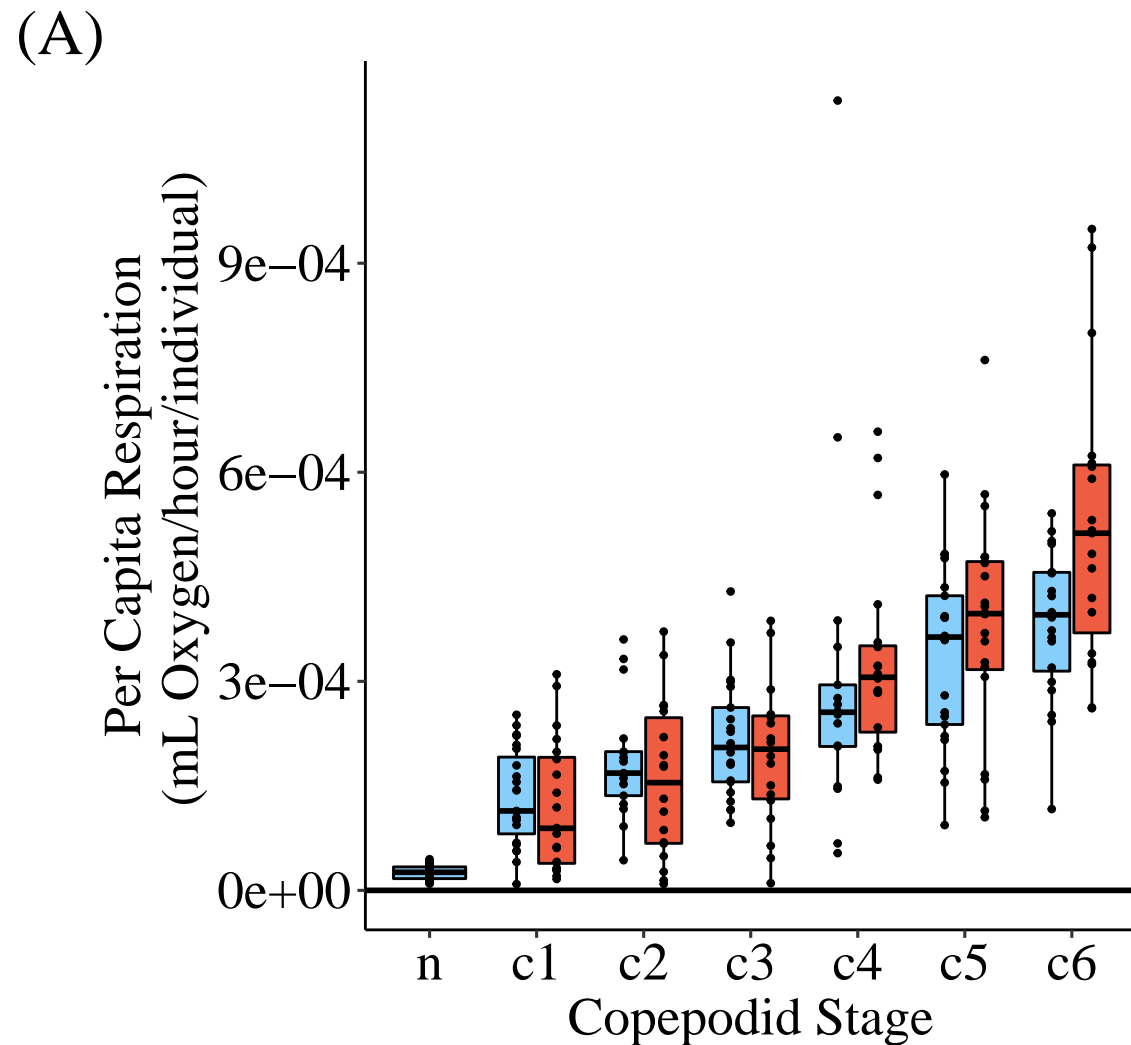 (A)
Per Capita Respiration
(mL Oxygen/hour/individual)
9e−04
6e−04
3e−04
0e+00
n c1 c2 c3 c4 c5 c6
Copepodid Stage